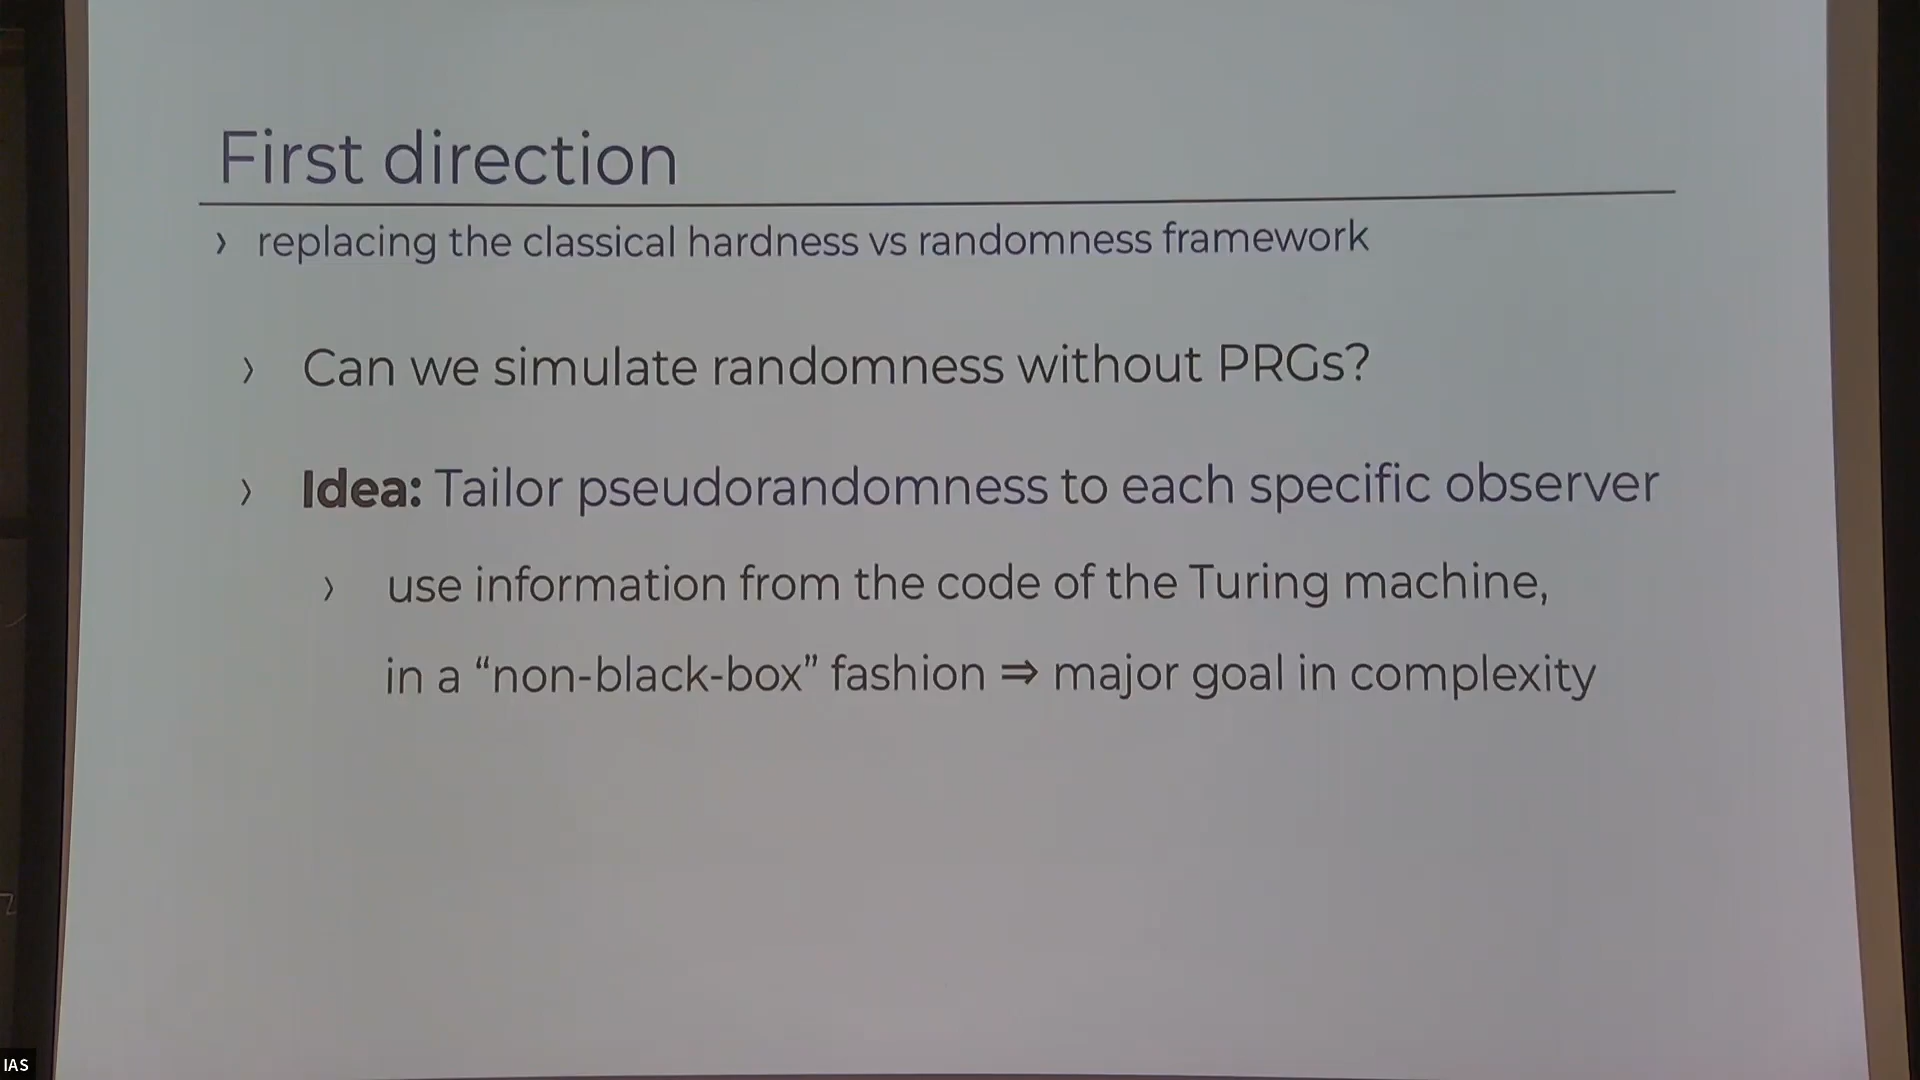 First direction
› replacing the classical hardness vs randomness framework
› Can we simulate randomness without PRGs?
› Idea: Tailor pseudorandomness to each specific observer
› use information from the code of the Turing machine,
in a “non-black-box” fashion ⇒ major goal in complexity
IAS